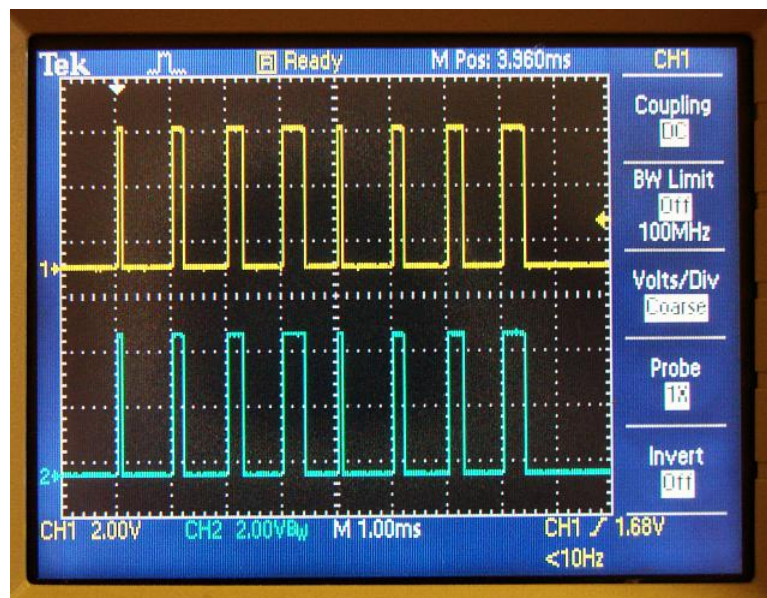 Tek Ready M Pos: 3.960ms CH1
Coupling
DC
BW Limit
Off
100MHz
1
Volts/Div
Coarse
Probe
1X
Invert
Off
2
CH1 2.00V CH2 2.00VBW M 1.00ms CH1 1.68V
<10Hz